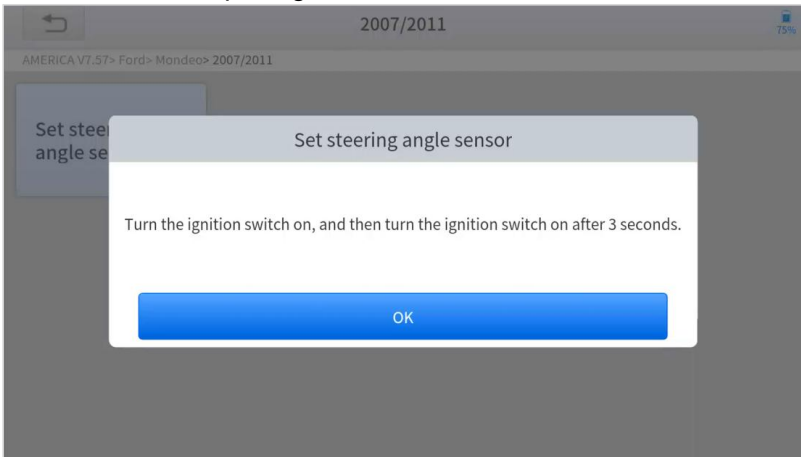 2007/2011
75%
AMERICA V7.57> Ford> Mondeo> 2007/2011
Set stee
angle se
Set steering angle sensor
Turn the ignition switch on, and then turn the ignition switch on after 3 seconds.
OK